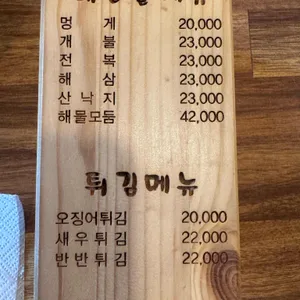 멍 게 20,000
개 불 23,000
전 복 23,000
해 삼 23,000
산 낙 지 23,000
해물모둠 42,000
튀김메뉴
오징어튀김 20,000
새 우 튀 김 22,000
반 반 튀 김 22,000